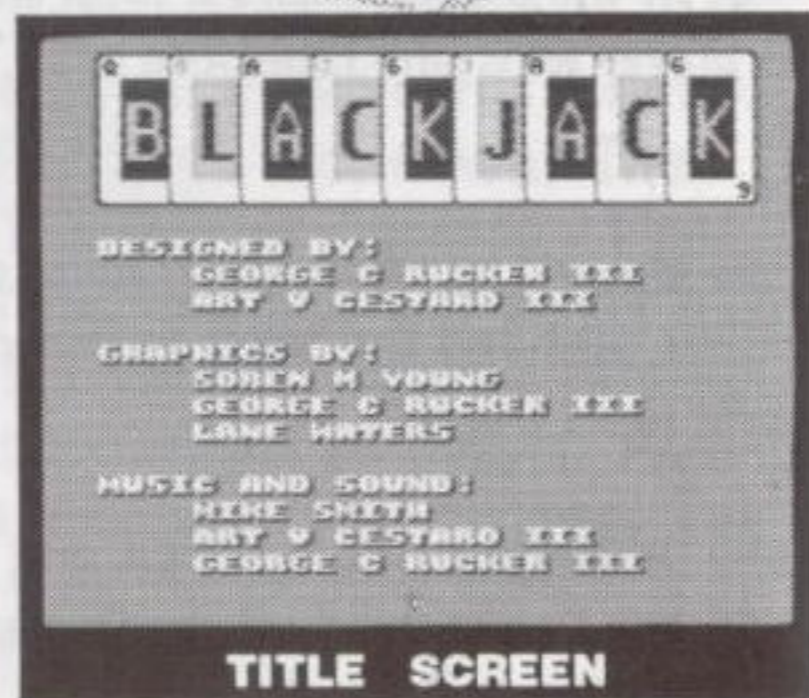 BLACKJACK
DESIGNED BY:
GEORGE C RUCKER III
ART V CESTARO III
GRAPHICS BY:
SOREN M YOUNG
GEORGE C RUCKER III
LANE WATERS
MUSIC AND SOUND:
MIKE SMITH
ART V CESTARO III
GEORGE C RUCKER III
TITLE SCREEN